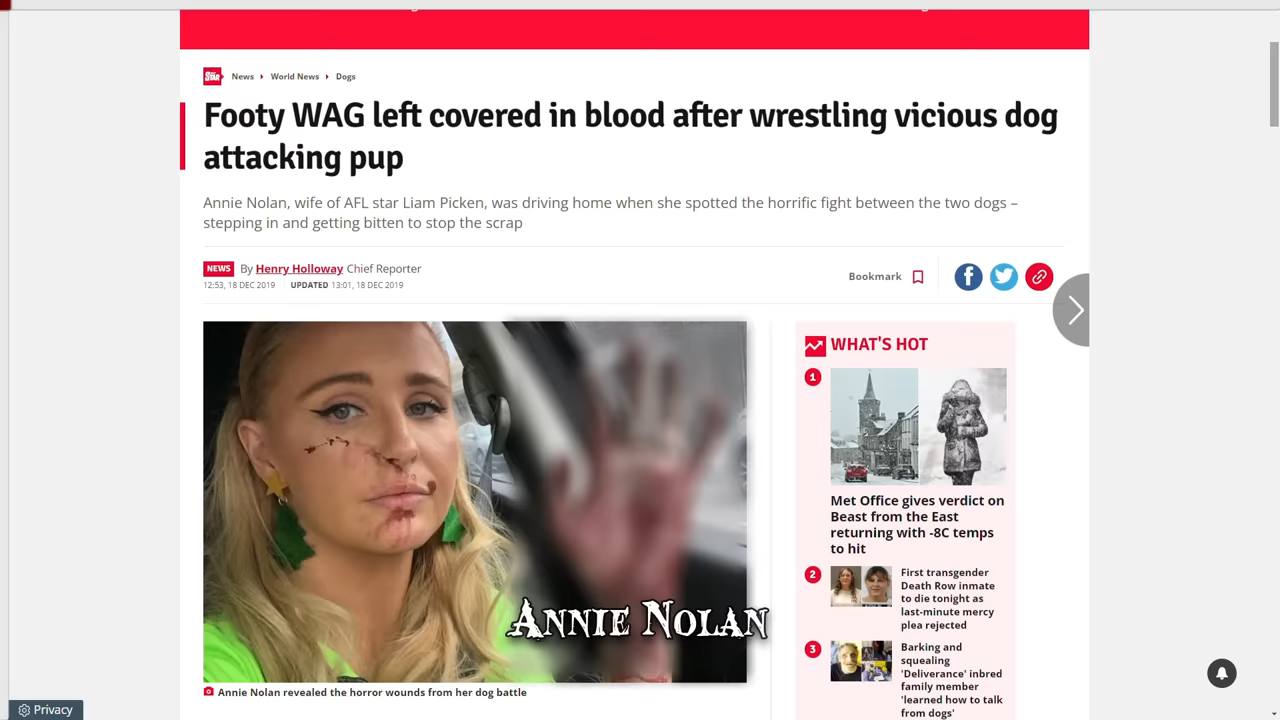 News
World News
Dogs
Footy WAG left covered in blood after wrestling vicious dog
attacking pup
Annie Nolan, wife of AFL star Liam Picken, was driving home when she spotted the horrific fight between the two dogs –
stepping in and getting bitten to stop the scrap
NEWS By Henry Holloway Chief Reporter
12:53, 18 DEC 2019 UPDATED 13:01, 18 DEC 2019
Bookmark
ANNIE NOLAN
Annie Nolan revealed the horror wounds from her dog battle
WHAT'S HOT
1
Met Office gives verdict on
Beast from the East
returning with -8C temps
to hit
2
First transgender
Death Row inmate
to die tonight as
last-minute mercy
plea rejected
3
Barking and
squealing
'Deliverance' inbred
family member
'learned how to talk
from dogs'
Privacy